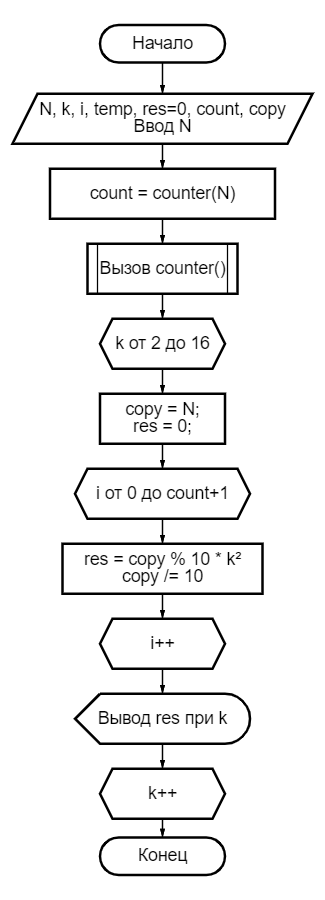 Начало
N, k, i, temp, res=0, count, copy
Ввод N
count = counter(N)
Вызов counter()
k от 2 до 16
copy = N;
res = 0;
i от 0 до count+1
res = copy % 10 * k²
copy /= 10
i++
Вывод res при k
k++
Конец